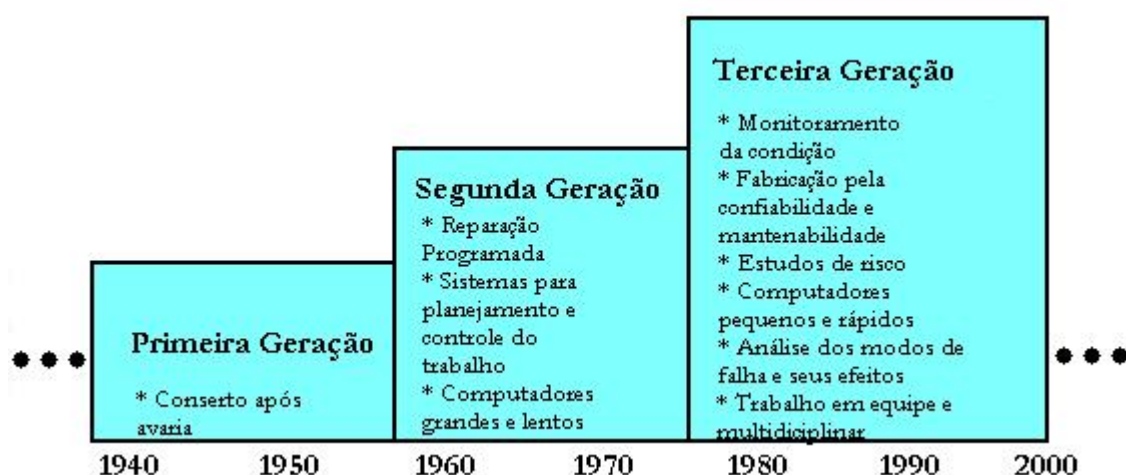 Primeira Geração
* Conserto após
avaria
Segunda Geração
* Reparação
Programada
* Sistemas para
planejamento e
controle do
trabalho
* Computadores
grandes e lentos
Terceira Geração
* Monitoramento
da condição
* Fabricação pela
confiabilidade e
mantenabilidade
* Estudos de risco
* Computadores
pequenos e rápidos
* Análise dos modos de
falha e seus efeitos
* Trabalho em equipe e
multidiciplinar
1940 1950 1960 1970 1980 1990 2000